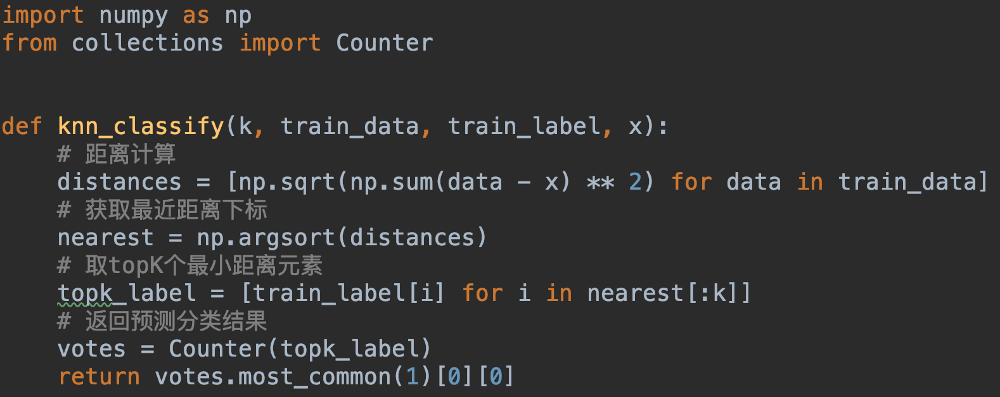 import numpy as np
from collections import Counter
def knn_classify(k, train_data, train_label, x):
    # 距离计算
    distances = [np.sqrt(np.sum(data - x) ** 2) for data in train_data]
    # 获取最近距离下标
    nearest = np.argsort(distances)
    # 取topK个最小距离元素
    topk_label = [train_label[i] for i in nearest[:k]]
    # 返回预测分类结果
    votes = Counter(topk_label)
    return votes.most_common(1)[0][0]